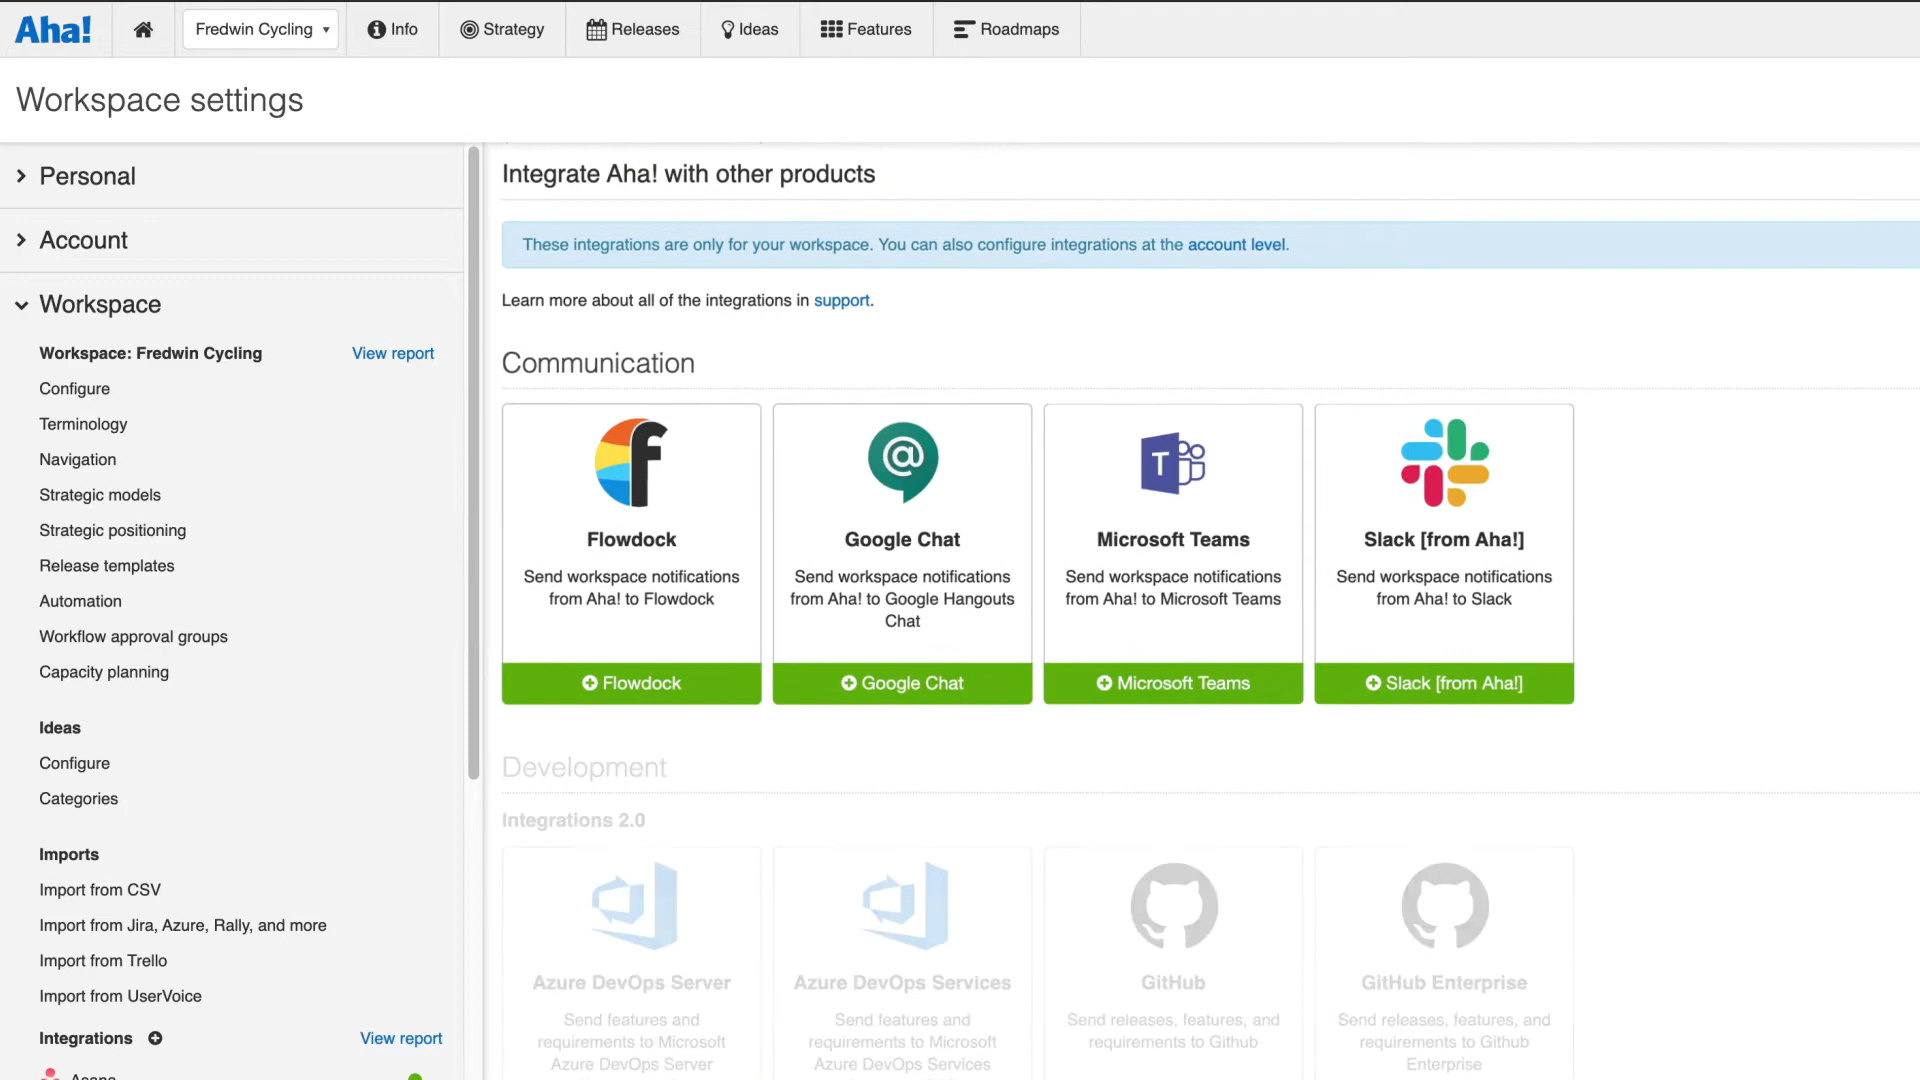 Aha!
Fredwin Cycling
Info
Strategy
Releases
Ideas
Features
Roadmaps
Workspace settings
Personal
Account
Workspace
Workspace: Fredwin Cycling
View report
Configure
Terminology
Navigation
Strategic models
Strategic positioning
Release templates
Automation
Workflow approval groups
Capacity planning
Ideas
Configure
Categories
Imports
Import from CSV
Import from Jira, Azure, Rally, and more
Import from Trello
Import from UserVoice
Integrations
View report
Asana
Integrate Aha! with other products
These integrations are only for your workspace. You can also configure integrations at the account level.
Learn more about all of the integrations in support.
Communication
Flowdock
Send workspace notifications
from Aha! to Flowdock
Flowdock
Google Chat
Send workspace notifications
from Aha! to Google Hangouts
Chat
Google Chat
T
Microsoft Teams
Send workspace notifications
from Aha! to Microsoft Teams
Microsoft Teams
Slack [from Aha!]
Send workspace notifications
from Aha! to Slack
Slack [from Aha!]
Development
Integrations 2.0
Azure DevOps Server
Send features and
requirements to Microsoft
Azure DevOps Server
Azure DevOps Services
Send features and
requirements to Microsoft
Azure DevOps Services
GitHub
Send releases, features, and
requirements to Github
GitHub Enterprise
Send releases, features, and
requirements to Github
Enterprise